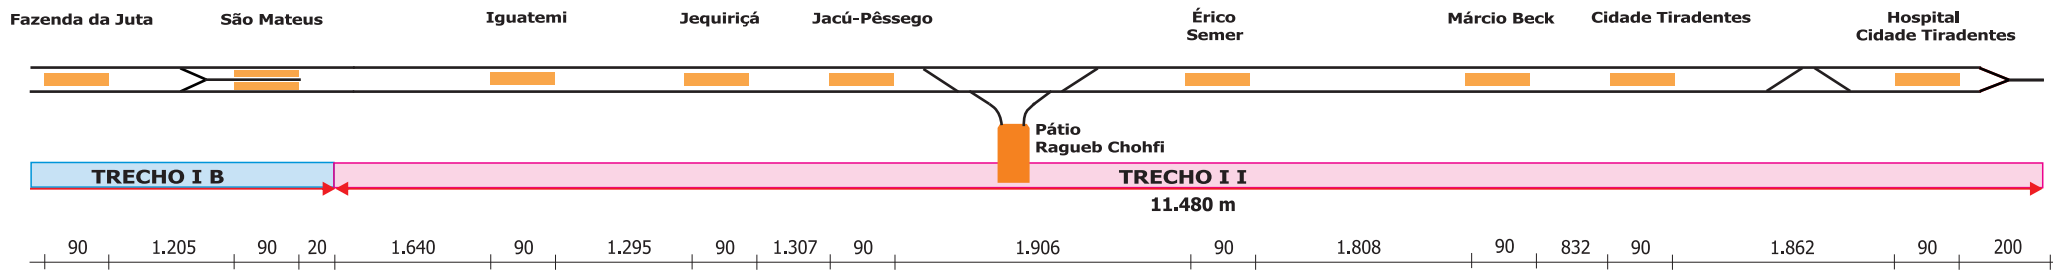 Fazenda da Juta
São Mateus
Iguatemi
Jequiriçá
Jacú-Pêssego
Érico
Semer
Márcio Beck
Cidade Tiradentes
Hospital
Cidade Tiradentes
Pátio
Ragueb Chohfi
TRECHO I B
TRECHO I I
11.480 m
90 1.205 90 20 1.640 90 1.295 90 1.307 90 1.906 90 1.808 90 832 90 1.862 90 200